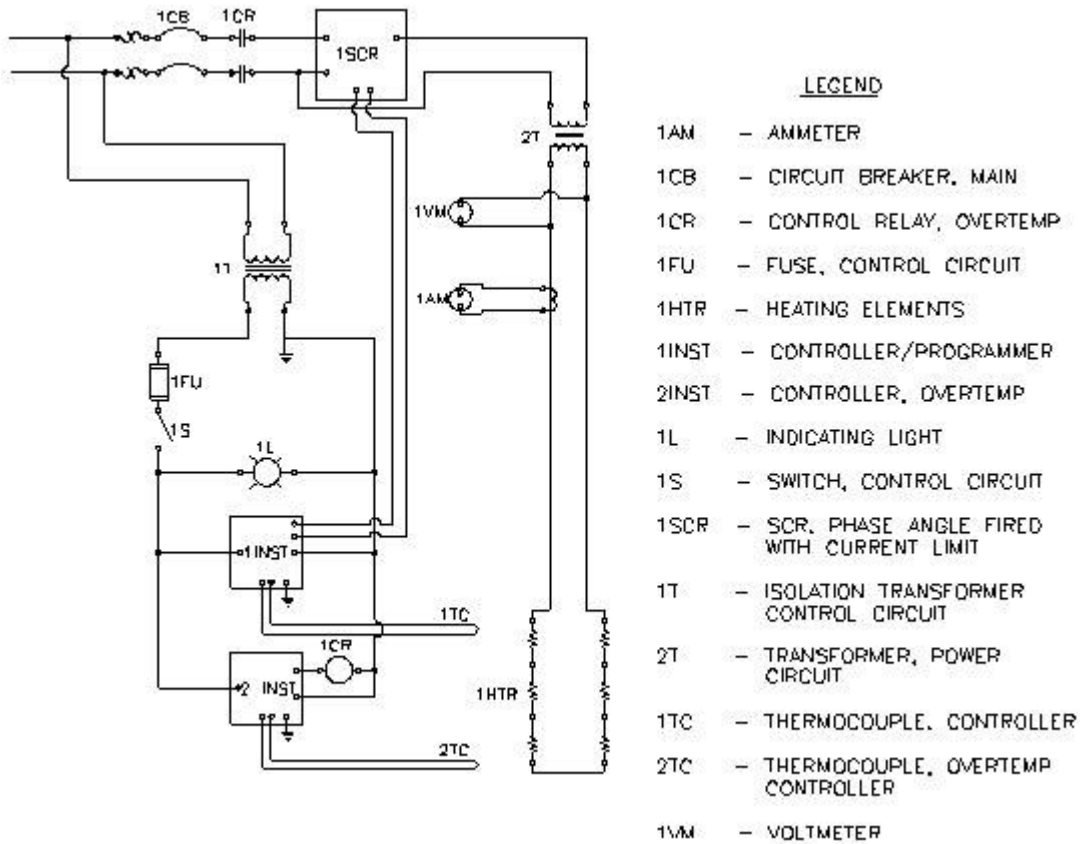 1CB 1CR
1SCR
2T
1VM
1T
1AM
1FU
1S
1L
1 INST
1TC
1CR
2 INST
1HTR
2TC
LEGEND
1AM – AMMETER
1CB – CIRCUIT BREAKER, MAIN
1CR – CONTROL RELAY, OVERTEMP
1FU – FUSE, CONTROL CIRCUIT
1HTR – HEATING ELEMENTS
1INST – CONTROLLER/PROGRAMMER
2INST – CONTROLLER, OVERTEMP
1L – INDICATING LIGHT
1S – SWITCH, CONTROL CIRCUIT
1SCR – SCR, PHASE ANGLE FIRED
WITH CURRENT LIMIT
1T – ISOLATION TRANSFORMER
CONTROL CIRCUIT
2T – TRANSFORMER, POWER
CIRCUIT
1TC – THERMOCOUPLE, CONTROLLER
2TC – THERMOCOUPLE, OVERTEMP
CONTROLLER
1VM – VOLTMETER